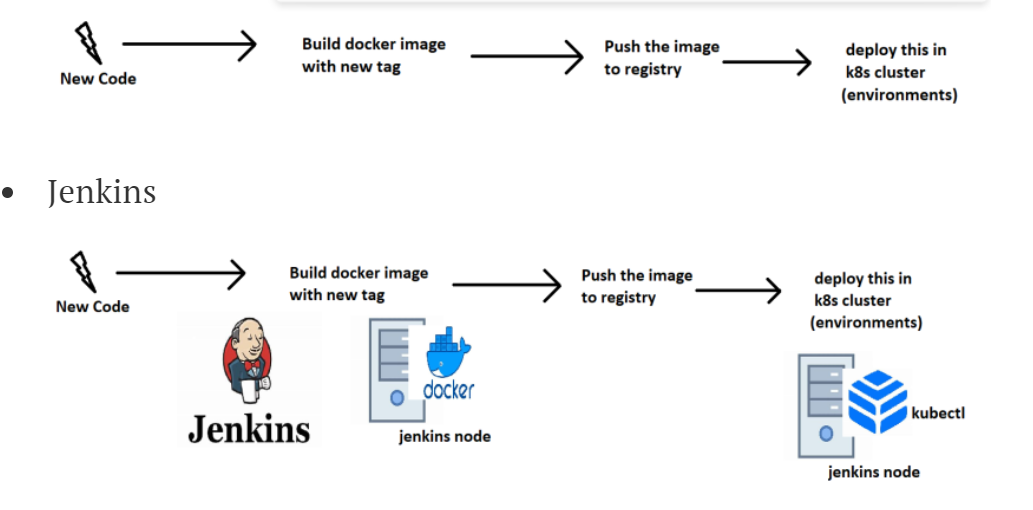 New Code
Build docker image
with new tag
Push the image
to registry
deploy this in
k8s cluster
(environments)
Jenkins
New Code
Build docker image
with new tag
Push the image
to registry
deploy this in
k8s cluster
(environments)
Jenkins
docker
jenkins node
kubectl
jenkins node